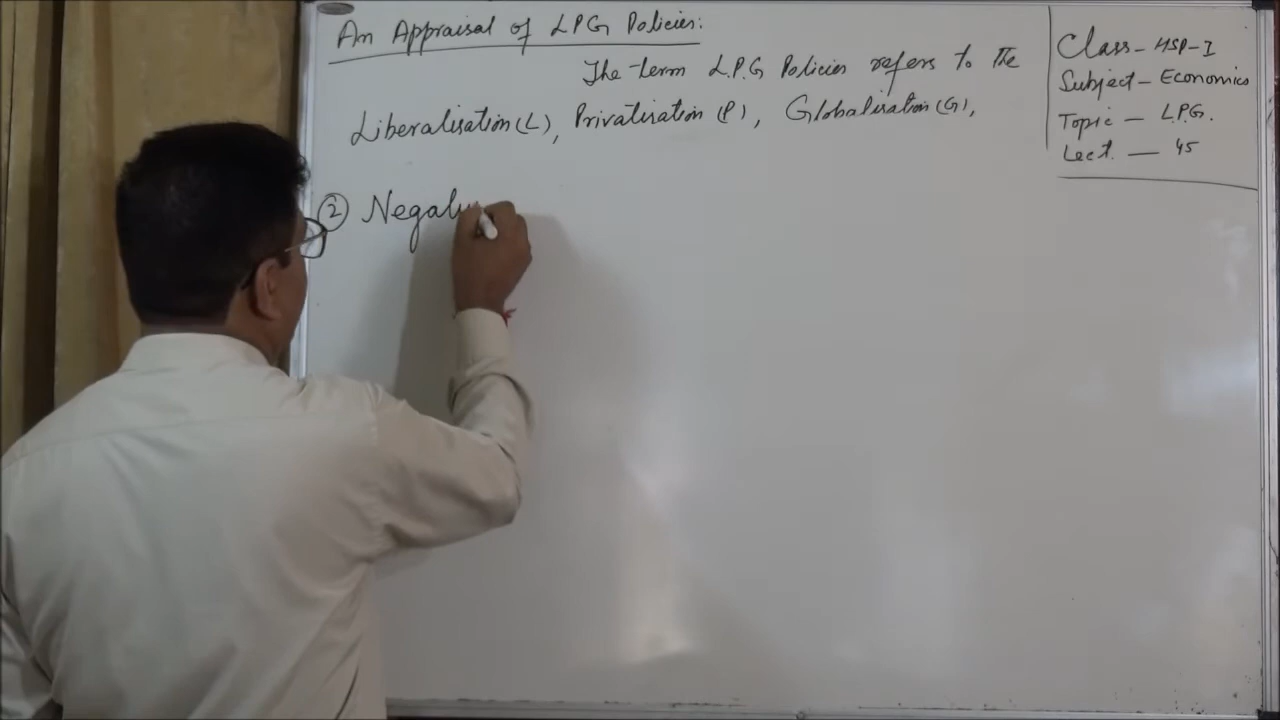 An Appraisal of LPG Policies:
The term L.P.G Policies refers to the
Liberalisation (L), Privatisation (P), Globalisation (G),
② Negativ
Class - HSP-I
Subject - Economics
Topic - L.P.G.
Lect. - 45